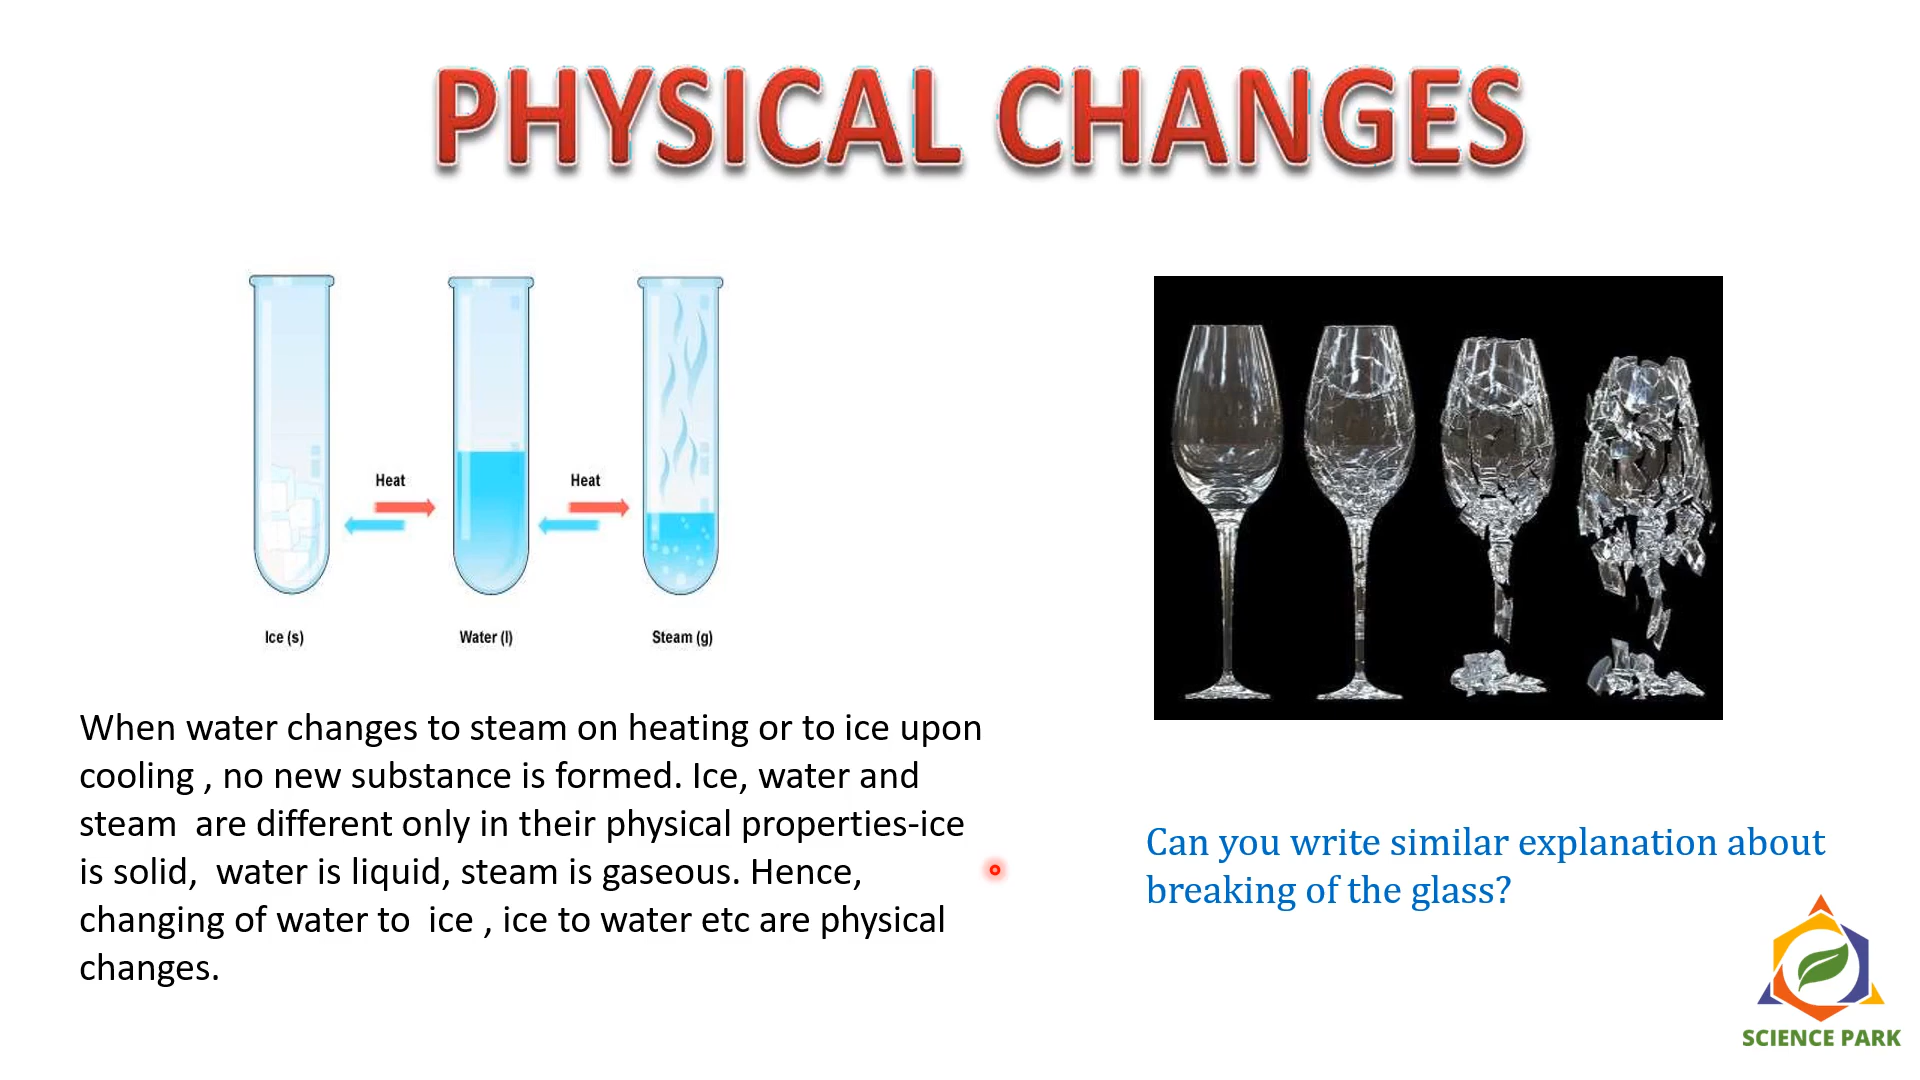 PHYSICAL CHANGES
Heat
Heat
Ice (s)
Water (l)
Steam (g)
When water changes to steam on heating or to ice upon
cooling , no new substance is formed. Ice, water and
steam  are different only in their physical properties-ice
is solid,  water is liquid, steam is gaseous. Hence,
changing of water to  ice , ice to water etc are physical
changes.
Can you write similar explanation about
breaking of the glass?
SCIENCE PARK